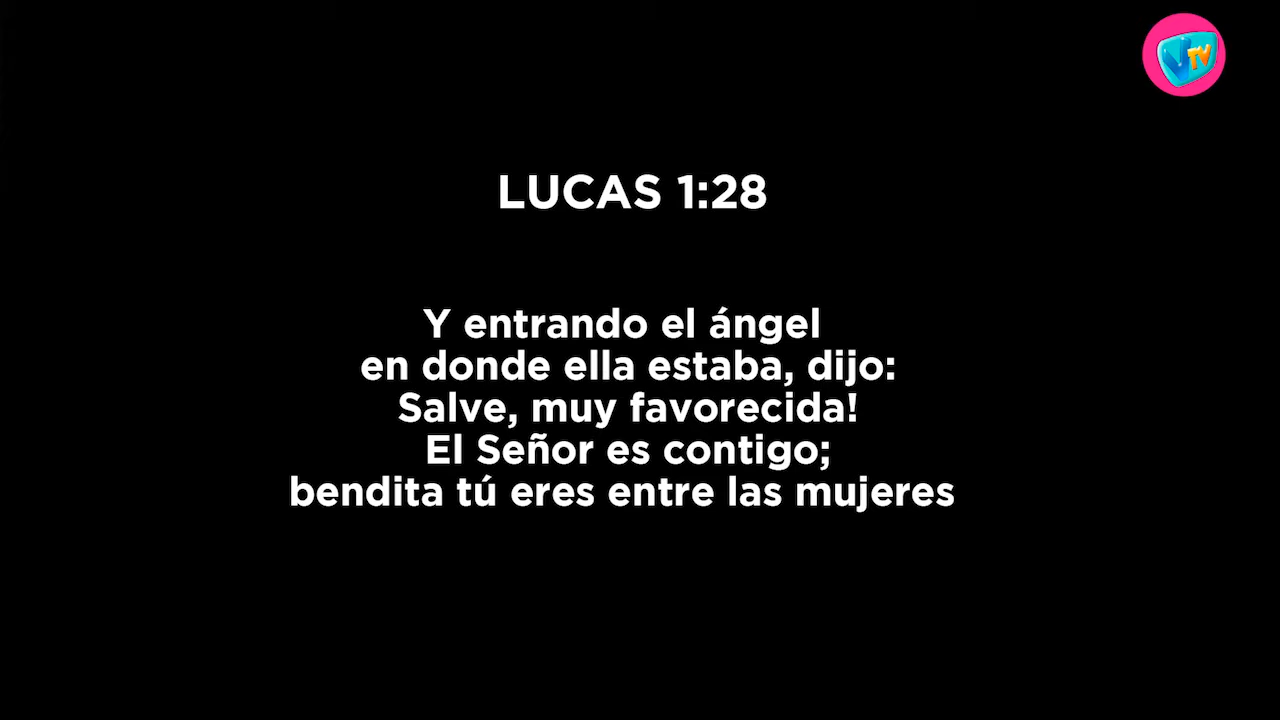 VTV
LUCAS 1:28
Y entrando el ángel
en donde ella estaba, dijo:
Salve, muy favorecida!
El Señor es contigo;
bendita tú eres entre las mujeres